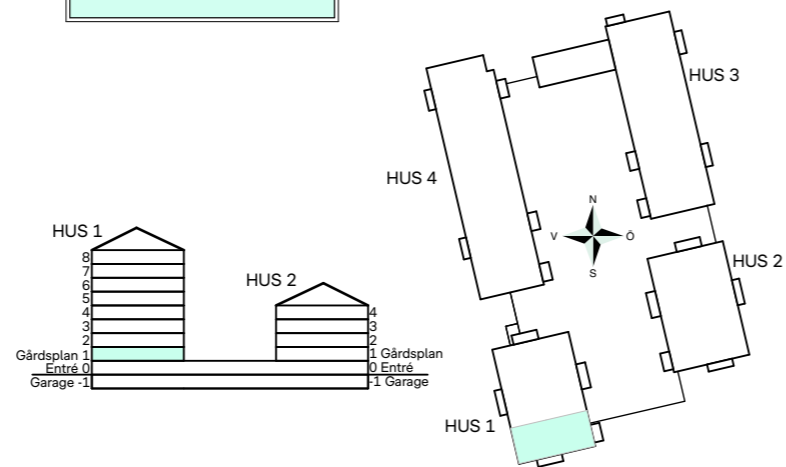 HUS 3
HUS 4
N
V
Ö
S
HUS 2
HUS 1
8
7
6
5
4
3
2
Gårdsplan 1
Entré 0
Garage -1
HUS 2
4
3
2
1 Gårdsplan
0 Entré
-1 Garage
HUS 1